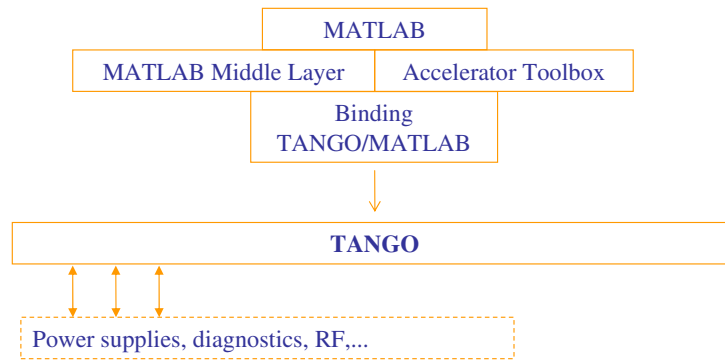 MATLAB
MATLAB Middle Layer
Accelerator Toolbox
Binding
TANGO/MATLAB
TANGO
Power supplies, diagnostics, RF,...